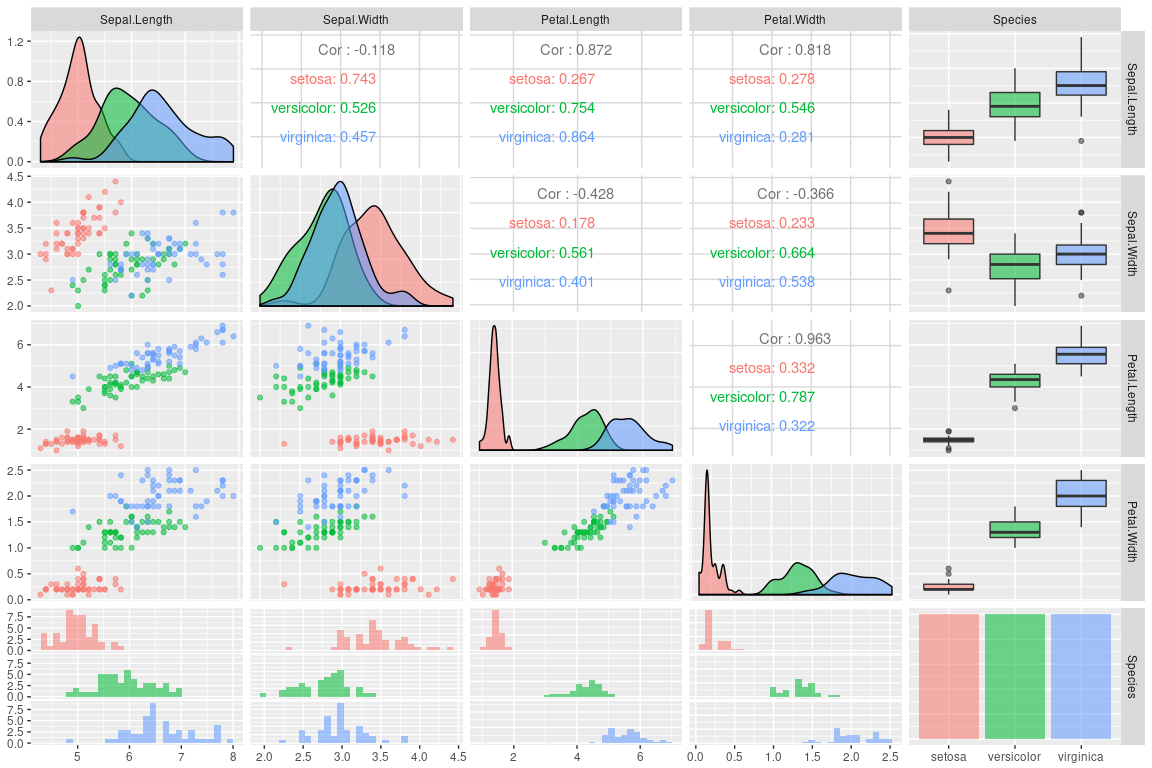 Sepal.Length Sepal.Width Petal.Length Petal.Width Species
1.2
0.8
0.4
0.0
Cor : -0.118
setosa: 0.743
versicolor: 0.526
virginica: 0.457
Cor : 0.872
setosa: 0.267
versicolor: 0.754
virginica: 0.864
Cor : 0.818
setosa: 0.278
versicolor: 0.546
virginica: 0.281
Sepal.Length
4.5
4.0
3.5
3.0
2.5
2.0
Cor : -0.428
setosa: 0.178
versicolor: 0.561
virginica: 0.401
Cor : -0.366
setosa: 0.233
versicolor: 0.664
virginica: 0.538
Sepal.Width
6
4
2
Cor : 0.963
setosa: 0.332
versicolor: 0.787
virginica: 0.322
Petal.Length
2.5
2.0
1.5
1.0
0.5
0.0
Petal.Width
7.5
5.0
2.5
0.0
7.5
5.0
2.5
0.0
7.5
5.0
2.5
0.0
Species
5 6 7 8
2.0 2.5 3.0 3.5 4.0 4.5
2 4 6
0.0 0.5 1.0 1.5 2.0 2.5
setosa versicolor virginica